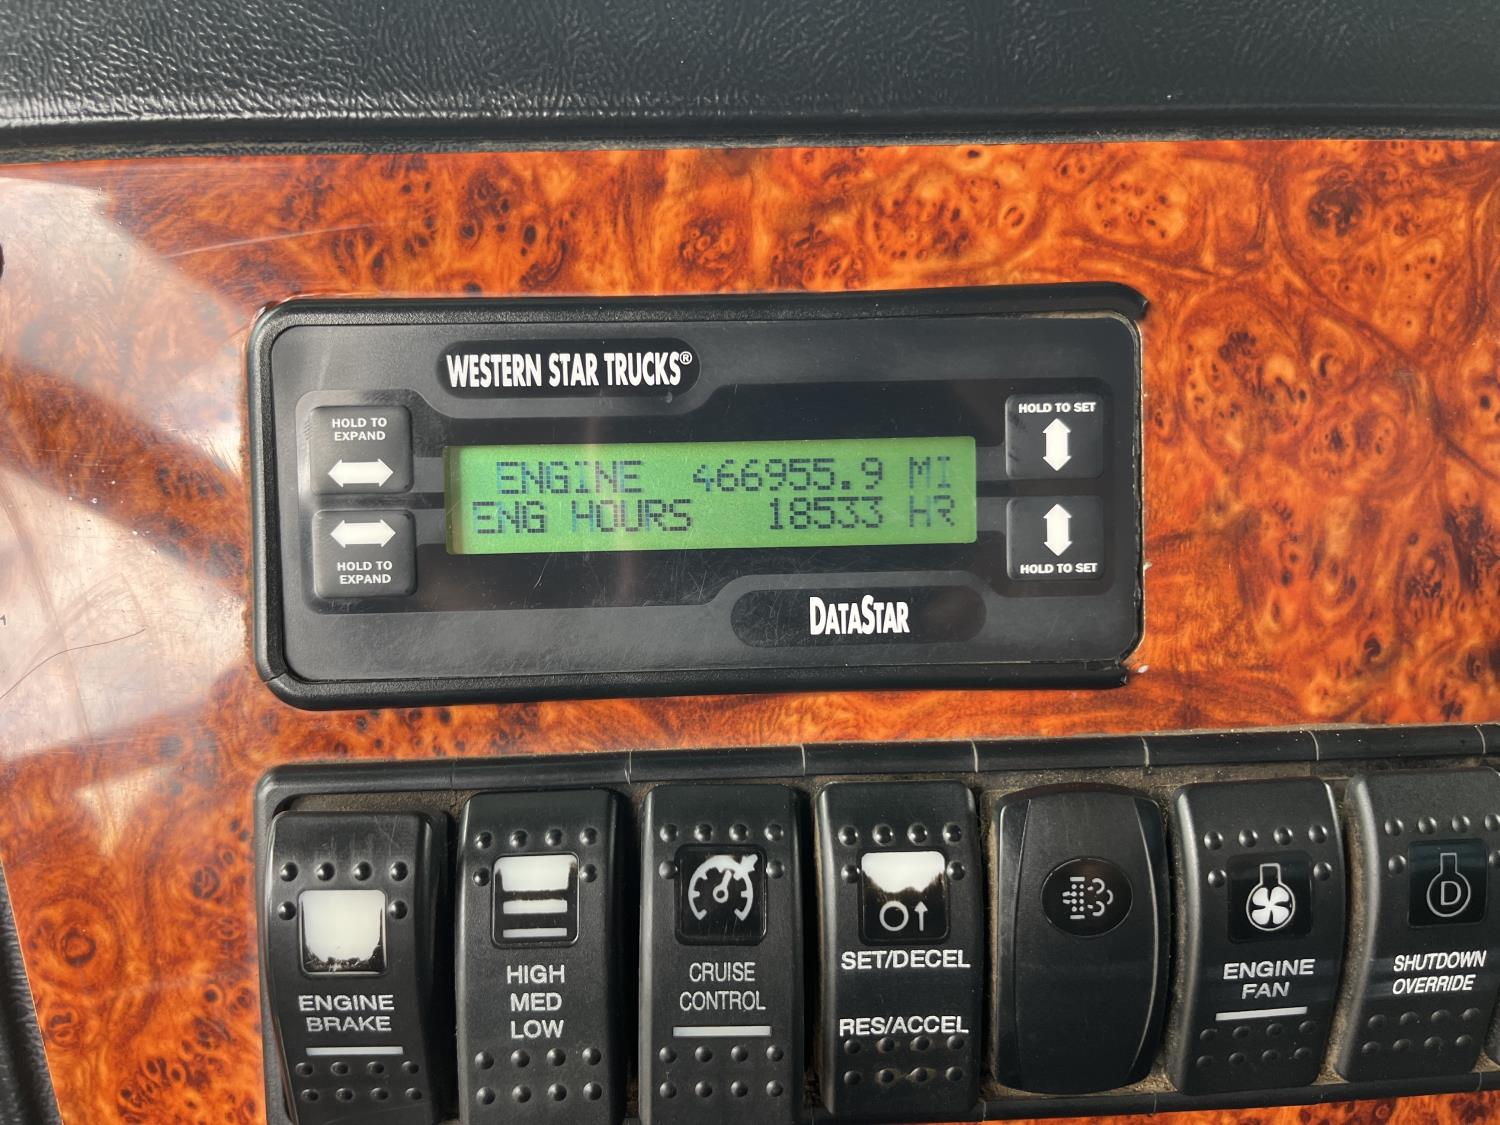 WESTERN STAR TRUCKS®
HOLD TO
EXPAND
HOLD TO SET
ENGINE 466955.9 MI
ENG HOURS 18533 HR
HOLD TO
EXPAND
HOLD TO SET
DATASTAR
ENGINE
BRAKE
HIGH
MED
LOW
CRUISE
CONTROL
SET/DECEL
RES/ACCEL
ENGINE
FAN
D
SHUTDOWN
OVERRIDE